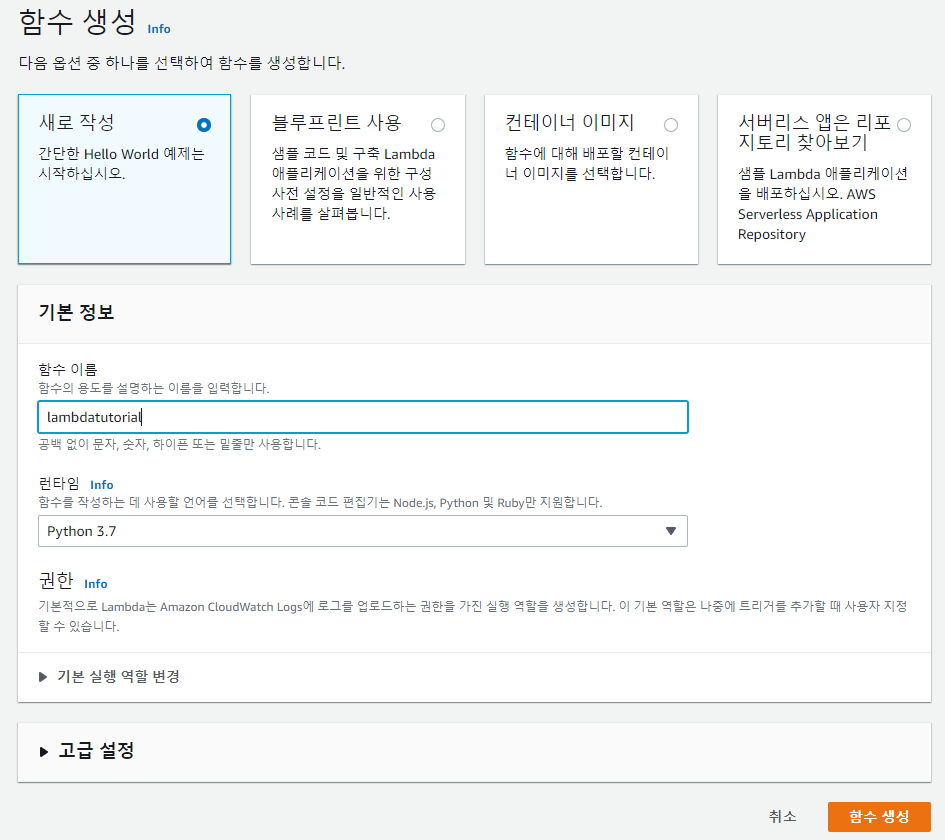 함수 생성 Info
다음 옵션 중 하나를 선택하여 함수를 생성합니다.
새로 작성
간단한 Hello World 예제는
시작하십시오.
블루프린트 사용
샘플 코드 및 구축 Lambda
애플리케이션을 위한 구성
사전 설정을 일반적인 사용
사례를 살펴봅니다.
컨테이너 이미지
함수에 대해 배포할 컨테이
너 이미지를 선택합니다.
서버리스 앱은 리포
지토리 찾아보기
샘플 Lambda 애플리케이션
을 배포하십시오. AWS
Serverless Application
Repository
기본 정보
함수 이름
함수의 용도를 설명하는 이름을 입력합니다.
lambdatutorial
공백 없이 문자, 숫자, 하이픈 또는 밑줄만 사용합니다.
런타임 Info
함수를 작성하는 데 사용할 언어를 선택합니다. 콘솔 코드 편집기는 Node.js, Python 및 Ruby만 지원합니다.
Python 3.7
권한 Info
기본적으로 Lambda는 Amazon CloudWatch Logs에 로그를 업로드하는 권한을 가진 실행 역할을 생성합니다. 이 기본 역할은 나중에 트리거를 추가할 때 사용자 지정
할 수 있습니다.
기본 실행 역할 변경
고급 설정
취소
함수 생성